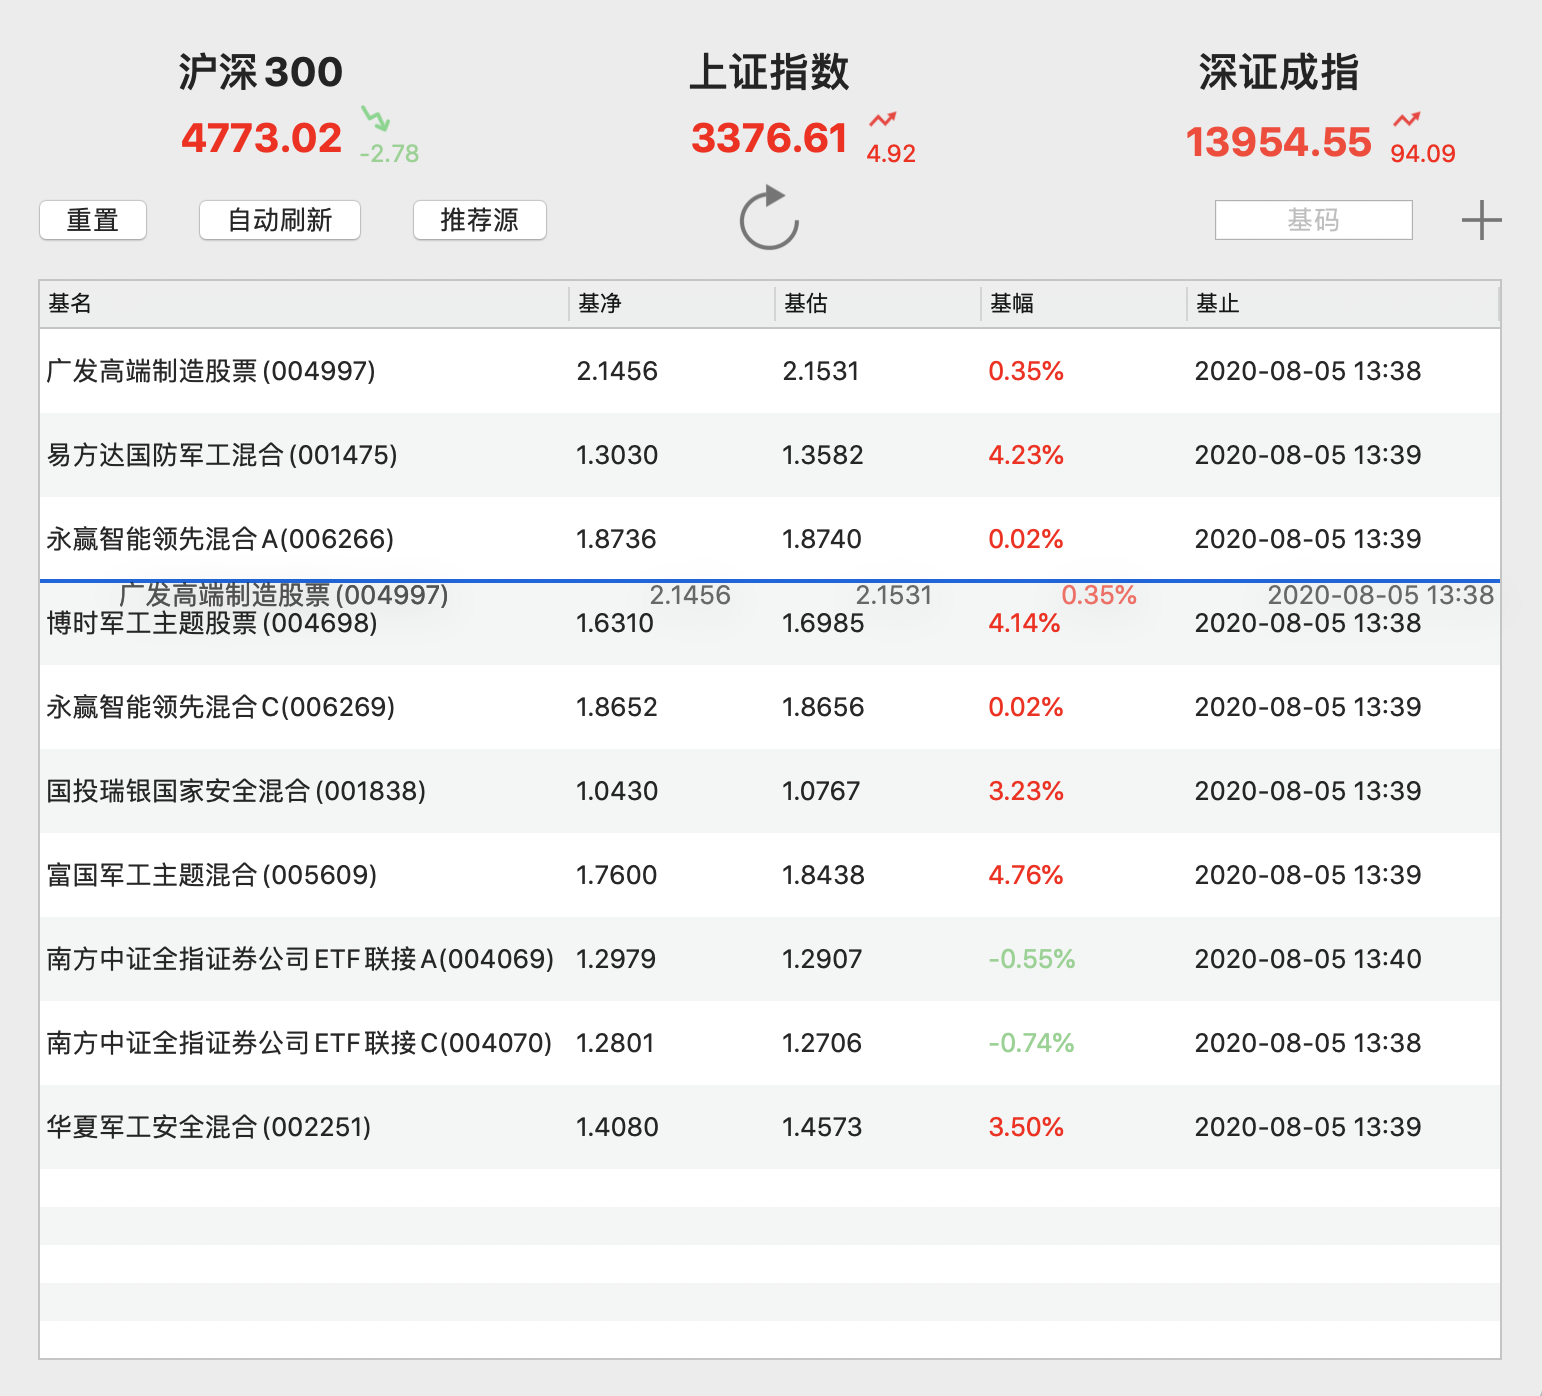 沪深300 上证指数 深证成指
4773.02 -2.78 3376.61 4.92 13954.55 94.09
重置 自动刷新 推荐源 基码
基名 基净 基估 基幅 基止
广发高端制造股票(004997) 2.1456 2.1531 0.35% 2020-08-05 13:38
易方达国防军工混合(001475) 1.3030 1.3582 4.23% 2020-08-05 13:39
永赢智能领先混合A(006266) 1.8736 1.8740 0.02% 2020-08-05 13:39
广发高端制造股票(004997) 2.1456 2.1531 0.35% 2020-08-05 13:38
博时军工主题股票(004698) 1.6310 1.6985 4.14% 2020-08-05 13:38
永赢智能领先混合C(006269) 1.8652 1.8656 0.02% 2020-08-05 13:39
国投瑞银国家安全混合(001838) 1.0430 1.0767 3.23% 2020-08-05 13:39
富国军工主题混合(005609) 1.7600 1.8438 4.76% 2020-08-05 13:39
南方中证全指证券公司ETF联接A(004069) 1.2979 1.2907 -0.55% 2020-08-05 13:40
南方中证全指证券公司ETF联接C(004070) 1.2801 1.2706 -0.74% 2020-08-05 13:38
华夏军工安全混合(002251) 1.4080 1.4573 3.50% 2020-08-05 13:39